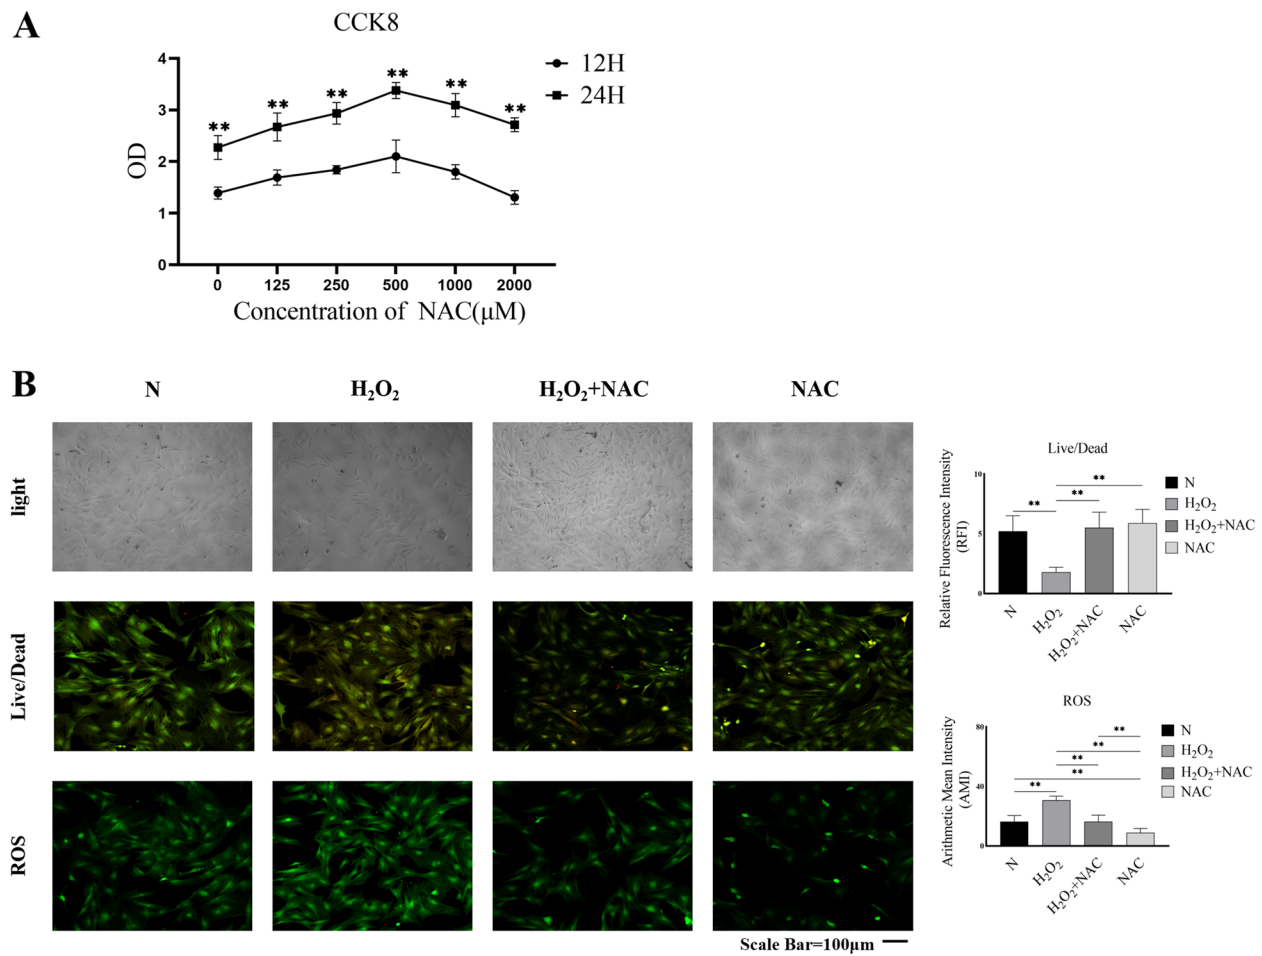 A
CCK8
4
3
2
1
0
OD
** ** ** ** ** **
12H
24H
0 125 250 500 1000 2000
Concentration of NAC(μM)
B
N H₂O₂ H₂O₂+NAC NAC
light
Live/Dead
ROS
Scale Bar=100μm
Live/Dead
Relative Fluorescence Intensity
(RFI)
10
5
0
** ** **
N
H₂O₂
H₂O₂+NAC
NAC
N H₂O₂ H₂O₂+NAC NAC
ROS
Arithmetic Mean Intensity
(AMI)
80
40
0
**
**
**
**
**
N
H₂O₂
H₂O₂+NAC
NAC
N H₂O₂ H₂O₂+NAC NAC